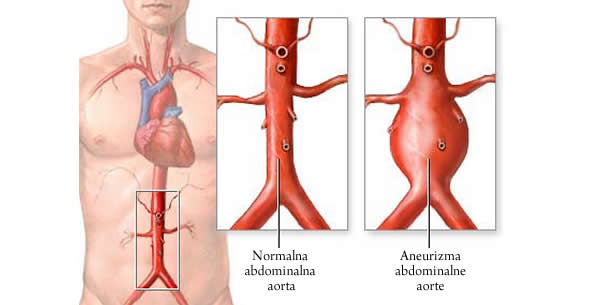 Normalna
abdominalna
aorta
Aneurizma
abdominalne
aorte